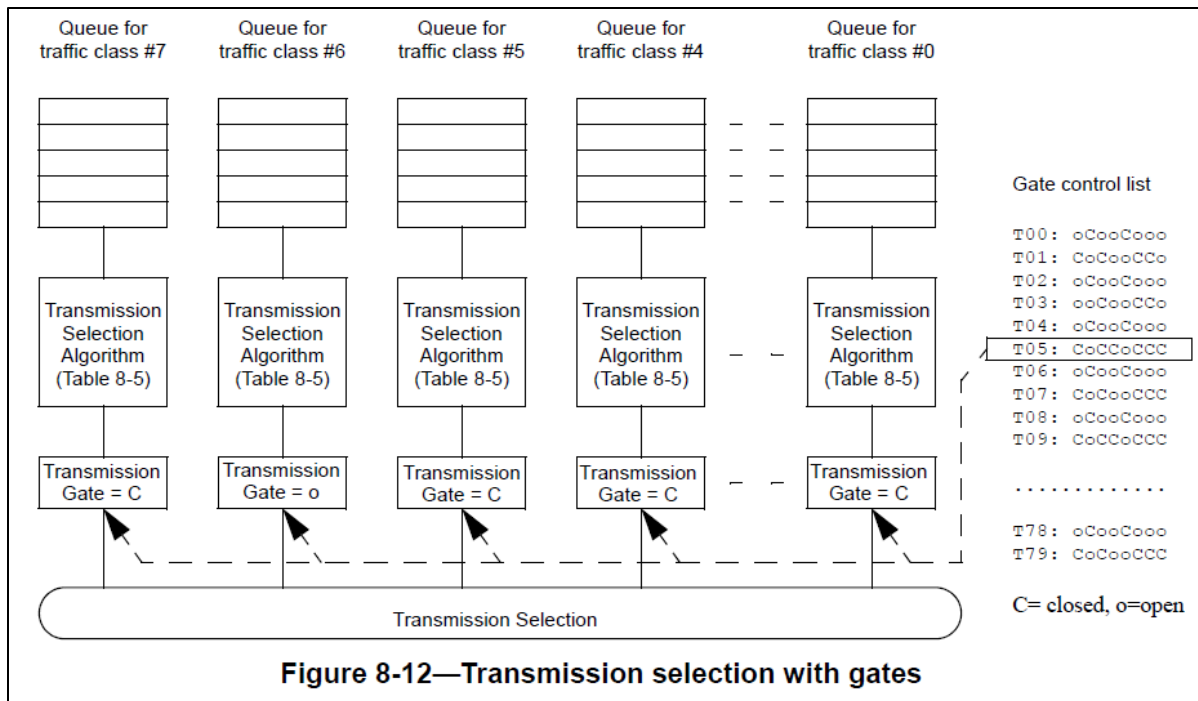 Queue for
traffic class #7
Queue for
traffic class #6
Queue for
traffic class #5
Queue for
traffic class #4
Queue for
traffic class #0
Transmission
Selection
Algorithm
(Table 8-5)
Transmission
Selection
Algorithm
(Table 8-5)
Transmission
Selection
Algorithm
(Table 8-5)
Transmission
Selection
Algorithm
(Table 8-5)
Transmission
Selection
Algorithm
(Table 8-5)
Transmission
Gate = C
Transmission
Gate = o
Transmission
Gate = C
Transmission
Gate = C
Transmission
Gate = C
Transmission Selection
Gate control list
T00: oCooCooo
T01: CoCooCCo
T02: oCooCooo
T03: ooCooCCo
T04: oCooCooo
T05: CoCCoCCC
T06: oCooCooo
T07: CoCooCCC
T08: oCooCooo
T09: CoCCoCCC
.............
T78: oCooCooo
T79: CoCooCCC
C= closed, o=open
Figure 8-12—Transmission selection with gates